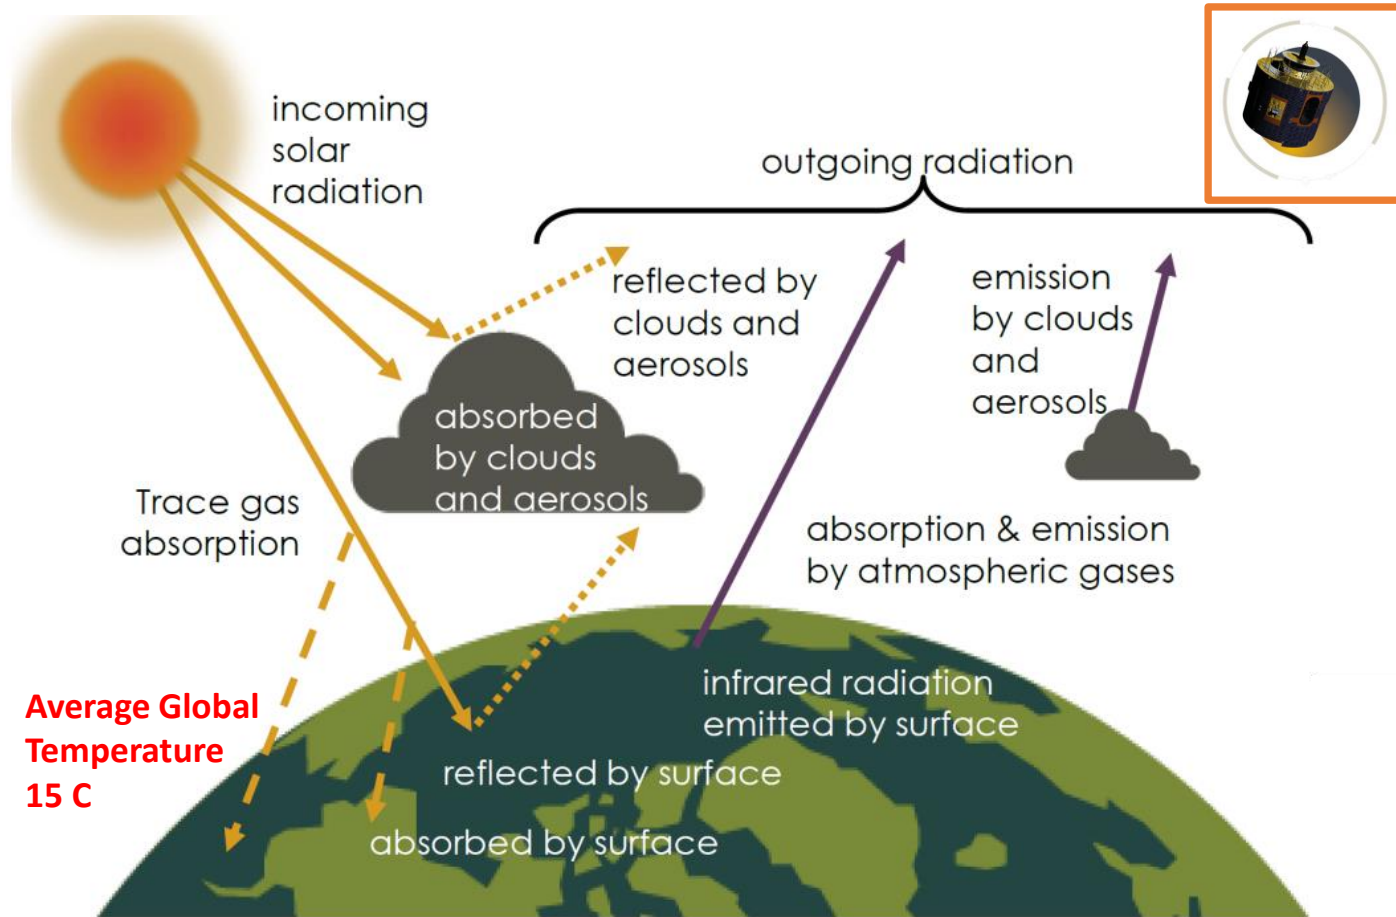 incoming
solar
radiation
outgoing radiation
reflected by
clouds and
aerosols
emission
by clouds
and
aerosols
absorbed
by clouds
and aerosols
Trace gas
absorption
absorption & emission
by atmospheric gases
Average Global
Temperature
15 C
infrared radiation
emitted by surface
reflected by surface
absorbed by surface